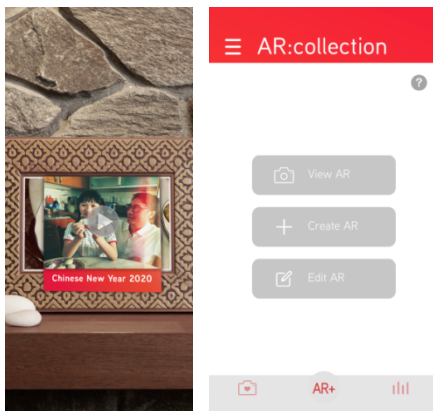 Chinese New Year 2020
AR:collection
?
View AR
Create AR
Edit AR
AR+